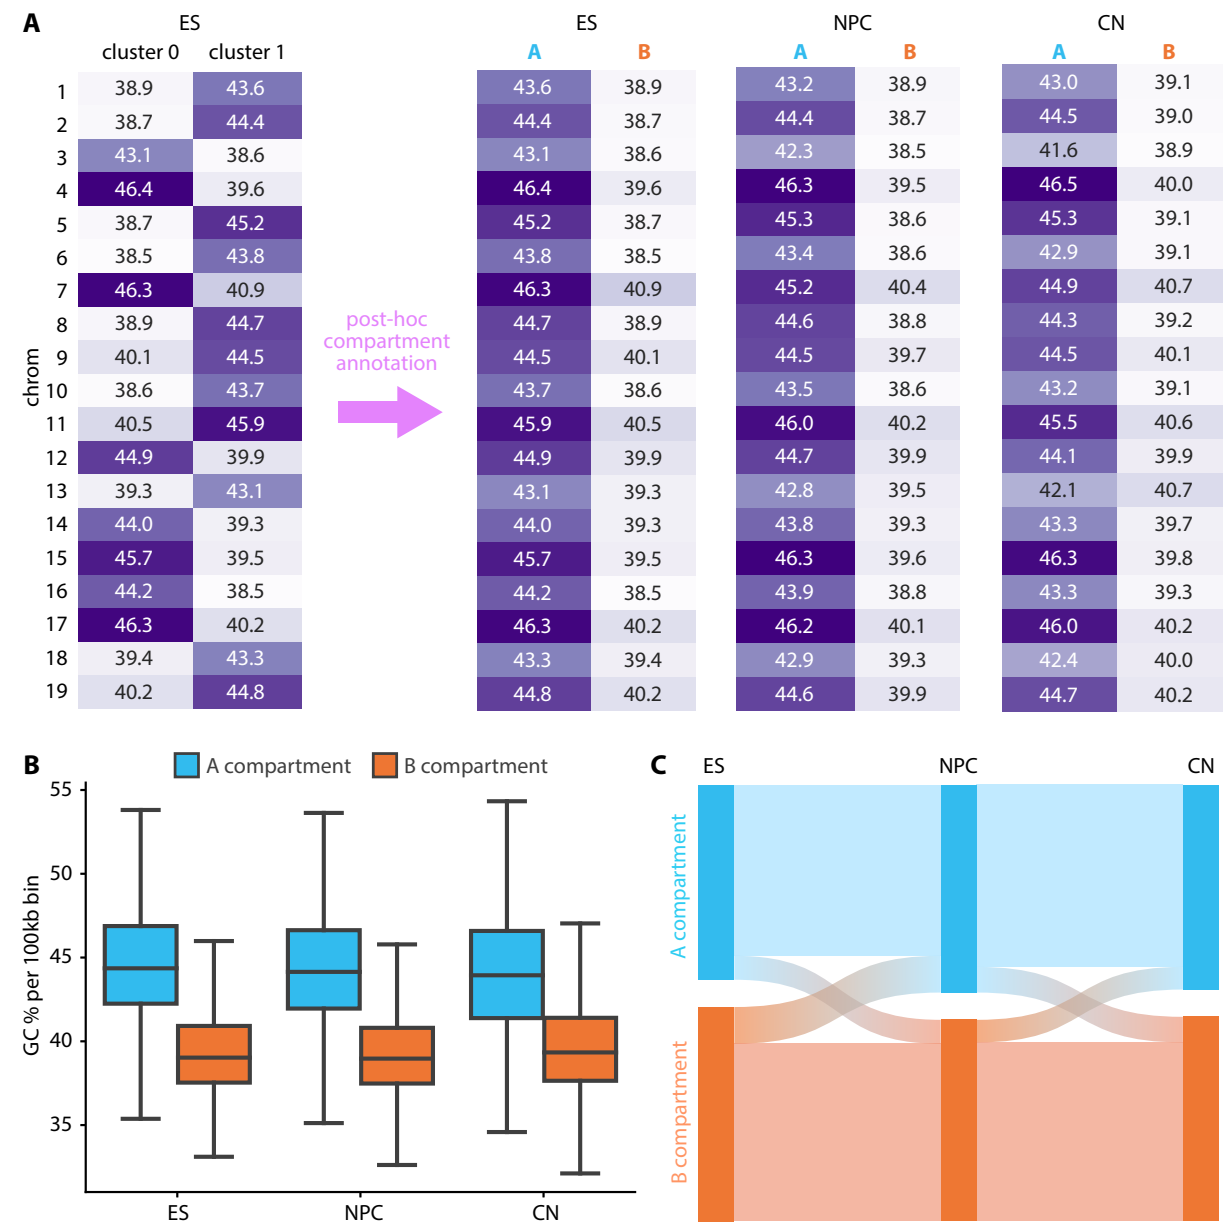 A
ES
cluster 0 cluster 1
ES
A B
NPC
A B
CN
A B
chrom
1 38.9 43.6 43.6 38.9 43.2 38.9 43.0 39.1
2 38.7 44.4 44.4 38.7 44.4 38.7 44.5 39.0
3 43.1 38.6 43.1 38.6 42.3 38.5 41.6 38.9
4 46.4 39.6 46.4 39.6 46.3 39.5 46.5 40.0
5 38.7 45.2 45.2 38.7 45.3 38.6 45.3 39.1
6 38.5 43.8 43.8 38.5 43.4 38.6 42.9 39.1
7 46.3 40.9 46.3 40.9 45.2 40.4 44.9 40.7
8 38.9 44.7 44.7 38.9 44.6 38.8 44.3 39.2
9 40.1 44.5 44.5 40.1 44.5 39.7 44.5 40.1
10 38.6 43.7 43.7 38.6 43.5 38.6 43.2 39.1
11 40.5 45.9 45.9 40.5 46.0 40.2 45.5 40.6
12 44.9 39.9 44.9 39.9 44.7 39.9 44.1 39.9
13 39.3 43.1 43.1 39.3 42.8 39.5 42.1 40.7
14 44.0 39.3 44.0 39.3 43.8 39.3 43.3 39.7
15 45.7 39.5 45.7 39.5 46.3 39.6 46.3 39.8
16 44.2 38.5 44.2 38.5 43.9 38.8 43.3 39.3
17 46.3 40.2 46.3 40.2 46.2 40.1 46.0 40.2
18 39.4 43.3 43.3 39.4 42.9 39.3 42.4 40.0
19 40.2 44.8 44.8 40.2 44.6 39.9 44.7 40.2
post-hoc
compartment
annotation
B
A compartment B compartment
GC % per 100kb bin
55
50
45
40
35
ES NPC CN
C
ES NPC CN
A compartment
B compartment